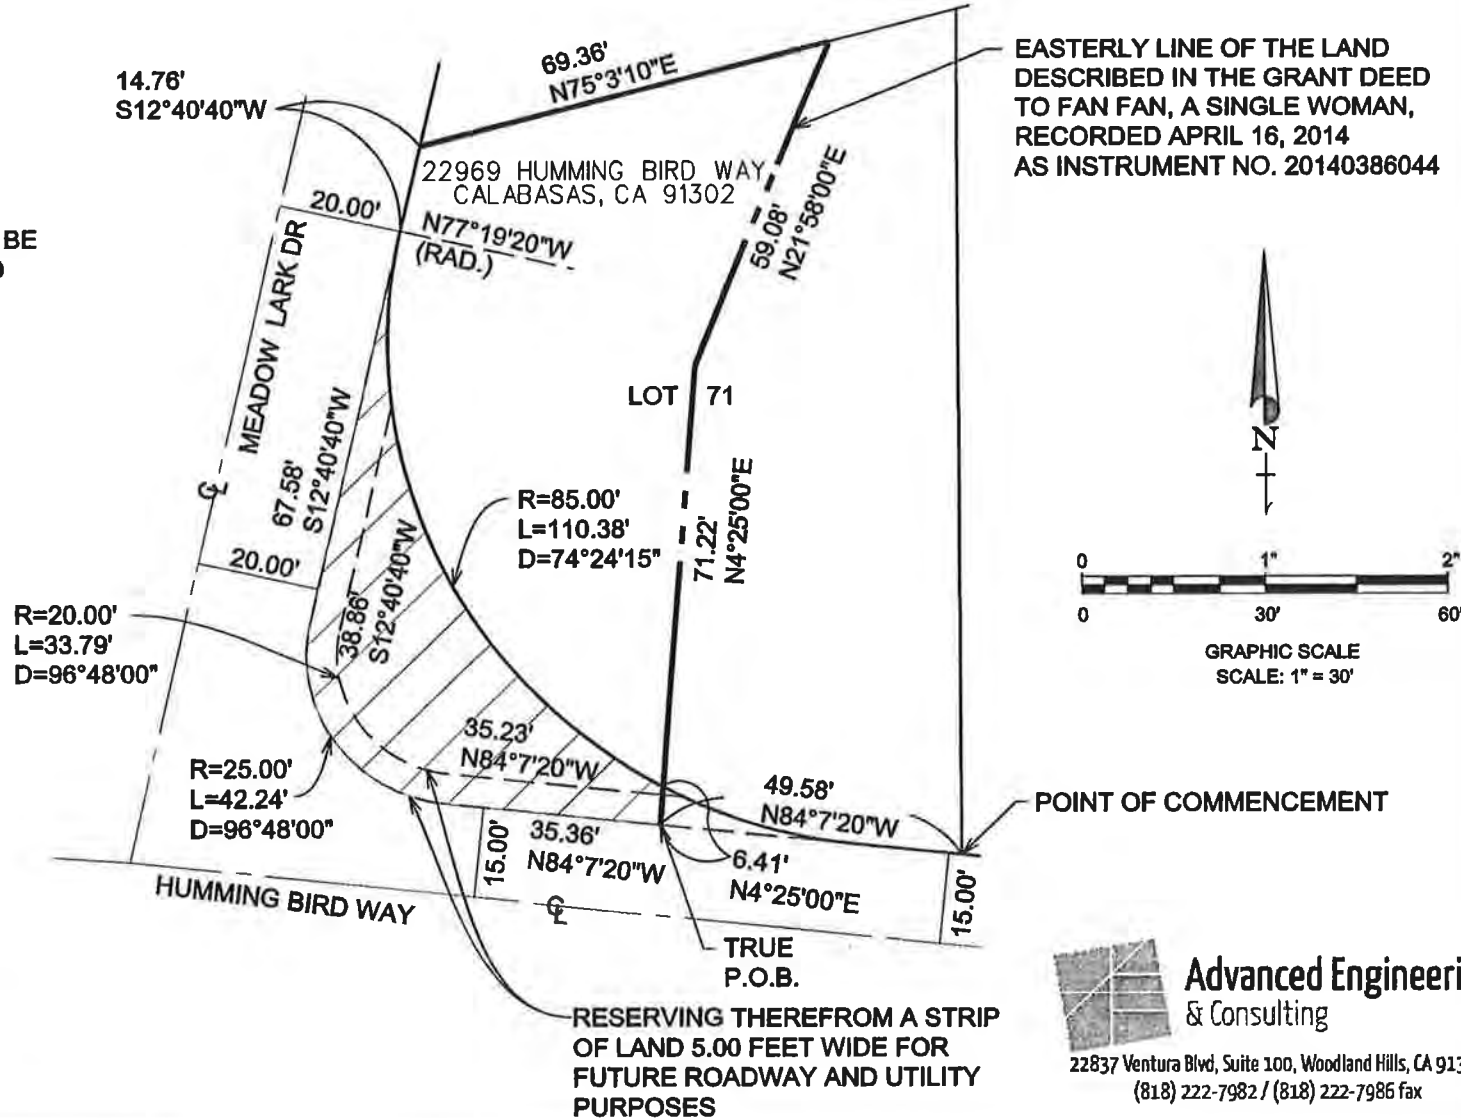 14.76'
S12°40'40"W
69.36'
N75°3'10"E
EASTERLY LINE OF THE LAND
DESCRIBED IN THE GRANT DEED
TO FAN FAN, A SINGLE WOMAN,
RECORDED APRIL 16, 2014
AS INSTRUMENT NO. 20140386044
22969 HUMMING BIRD WAY
CALABASAS, CA 91302
20.00'
N77°19'20"W
(RAD.)
BE
MEADOW LARK DR
59.08'
N21°58'00"E
LOT 71
N
67.58'
S12°40'40"W
R=85.00'
L=110.38'
D=74°24'15"
71.22'
N4°25'00"E
20.00'
0 1" 2"
0 30' 60'
GRAPHIC SCALE
SCALE: 1" = 30'
R=20.00'
L=33.79'
D=96°48'00"
38.86'
S12°40'40"W
35.23'
N84°7'20"W
R=25.00'
L=42.24'
D=96°48'00"
49.58'
N84°7'20"W
POINT OF COMMENCEMENT
15.00'
35.36'
N84°7'20"W
6.41'
N4°25'00"E
15.00'
HUMMING BIRD WAY
CL
TRUE
P.O.B.
RESERVING THEREFROM A STRIP
OF LAND 5.00 FEET WIDE FOR
FUTURE ROADWAY AND UTILITY
PURPOSES
Advanced Engineeri
& Consulting
22837 Ventura Blvd, Suite 100, Woodland Hills, CA 913
(818) 222-7982 / (818) 222-7986 fax